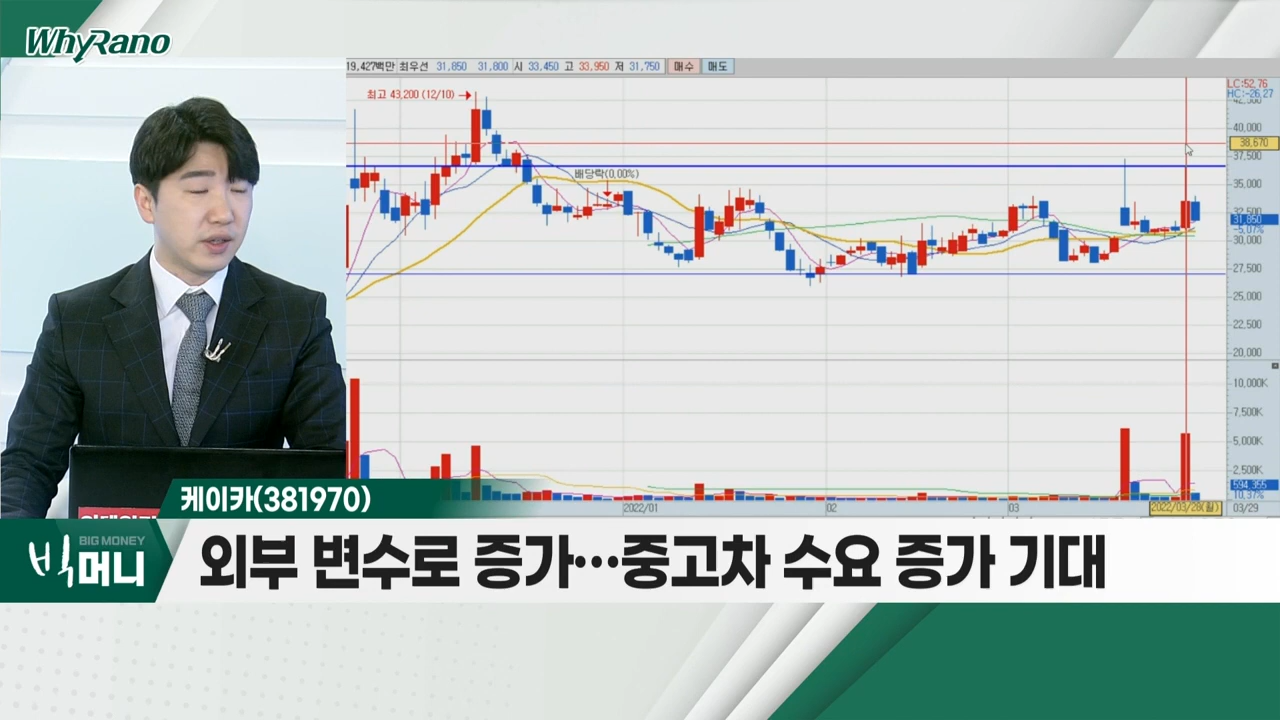 WhyRano
19,427백만 최우선 31,850 31,800 시 33,450 고 33,950 저 31,750 매수 매도
LC:52.76
HC:-26.27
최고 43,200 (12/10)
42,500
40,000
38,670
37,500
배당락(0.00%)
35,000
32,500
31,850
-5.07%
30,000
27,500
25,000
22,500
20,000
10,000K
7,500K
5,000K
2,500K
594,355
10.37%
2022/01 02 03 2022/03/28(월) 03/29
케이카(381970)
BIG MONEY
빅머니
외부 변수로 증가…중고차 수요 증가 기대